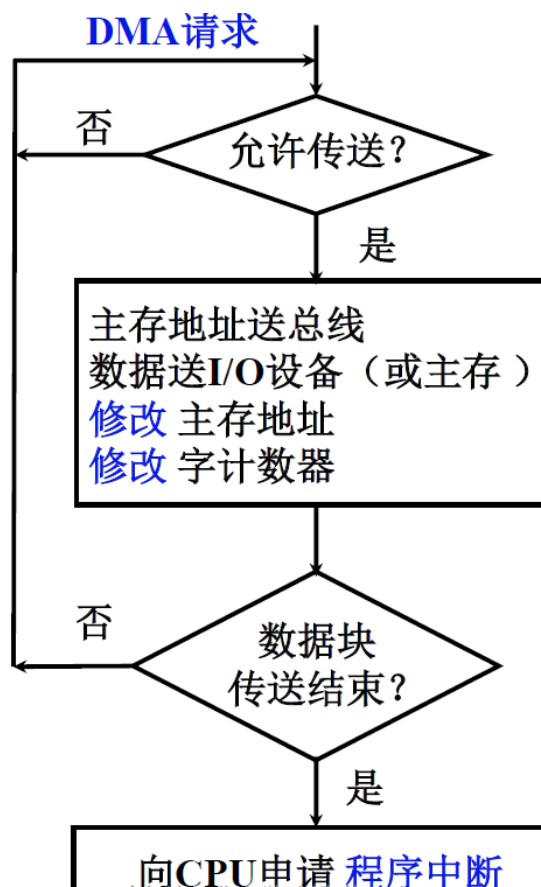 DMA请求
否
允许传送？
是
主存地址送总线
数据送I/O设备（或主存 ）
修改 主存地址
修改 字计数器
否
数据块
传送结束？
是
向CPU申请 程序中断